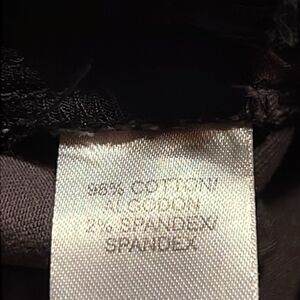 98% COTTON/
ALGODON
2% SPANDEX/
SPANDEX